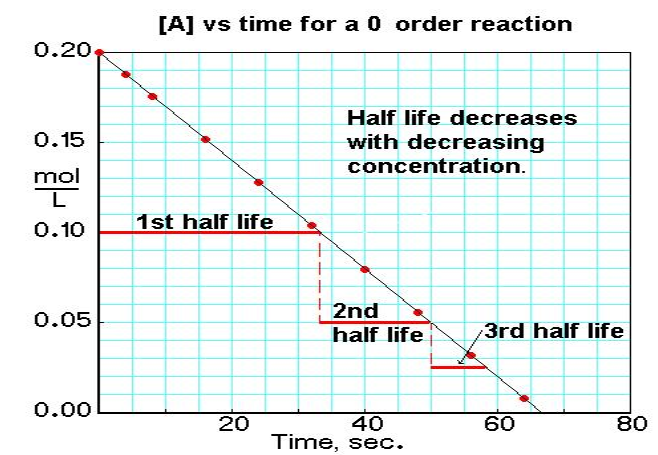 [A] vs time for a 0 order reaction
0.20
Half life decreases
with decreasing
concentration.
0.15
mol
L
0.10
1st half life
2nd
half life
3rd half life
0.05
0.00
20
40
60
80
Time, sec.